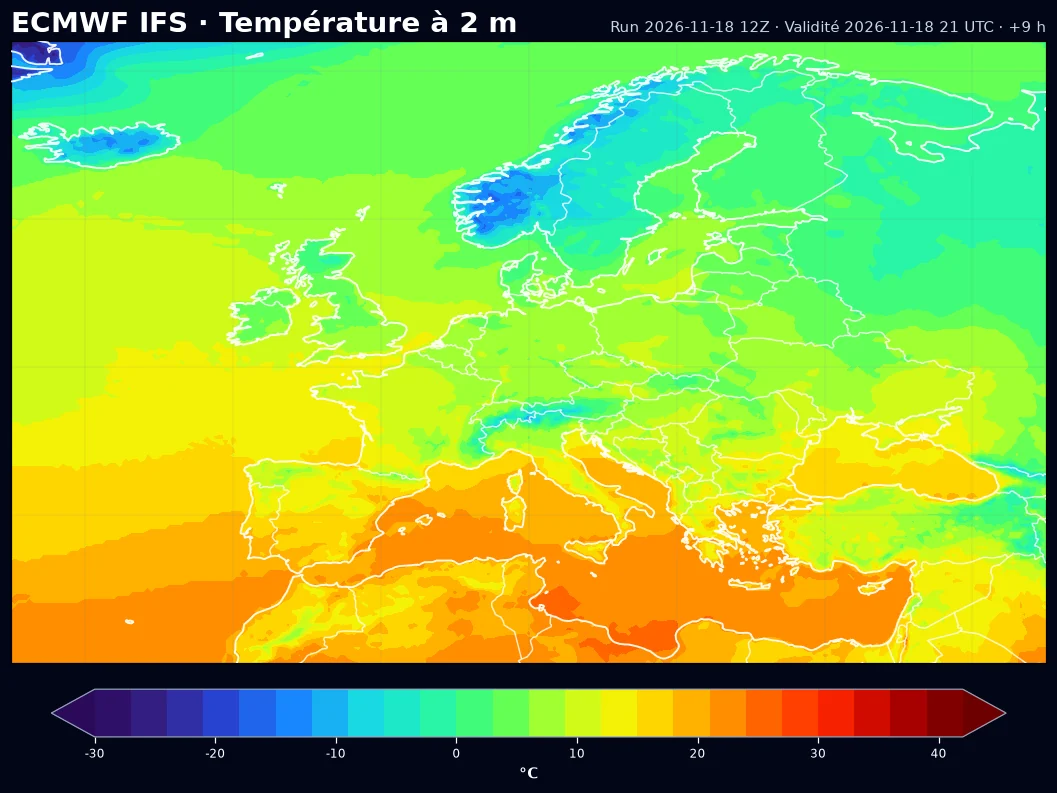 ECMWF IFS · Température à 2 m
Run 2026-11-18 12Z · Validité 2026-11-18 21 UTC · +9 h
-30 -20 -10 0 10 20 30 40
°C